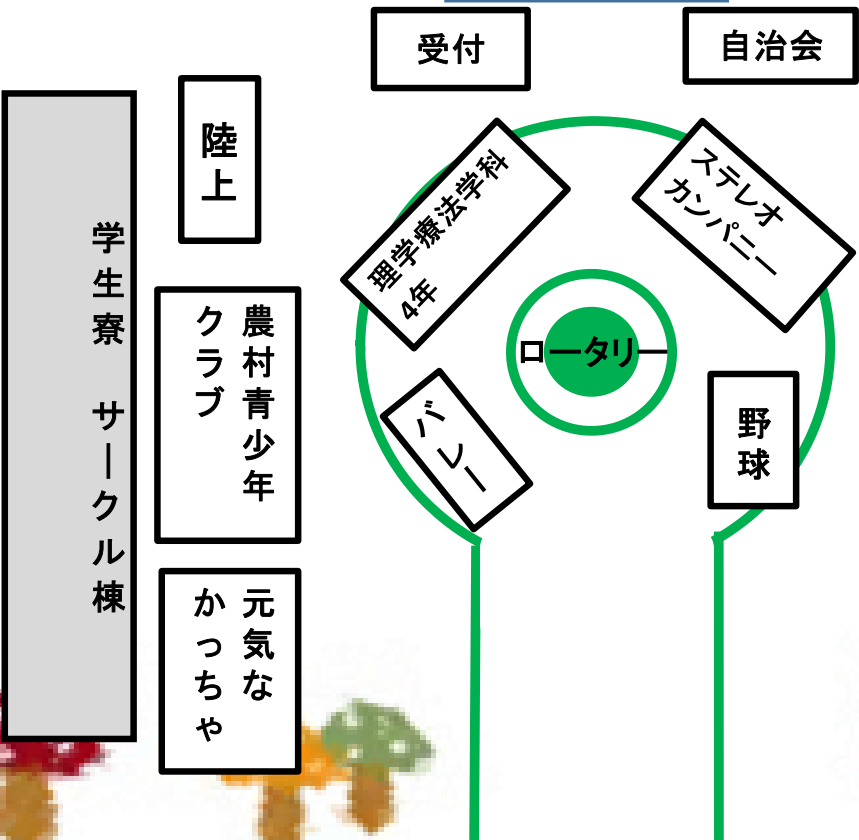 受付
自治会
陸上
理学療法学科
4年
ステレオ
カンパニー
学生寮　サークル棟
農村青少年
クラブ
ロータリー
バレー
野球
元気な
かっちゃ